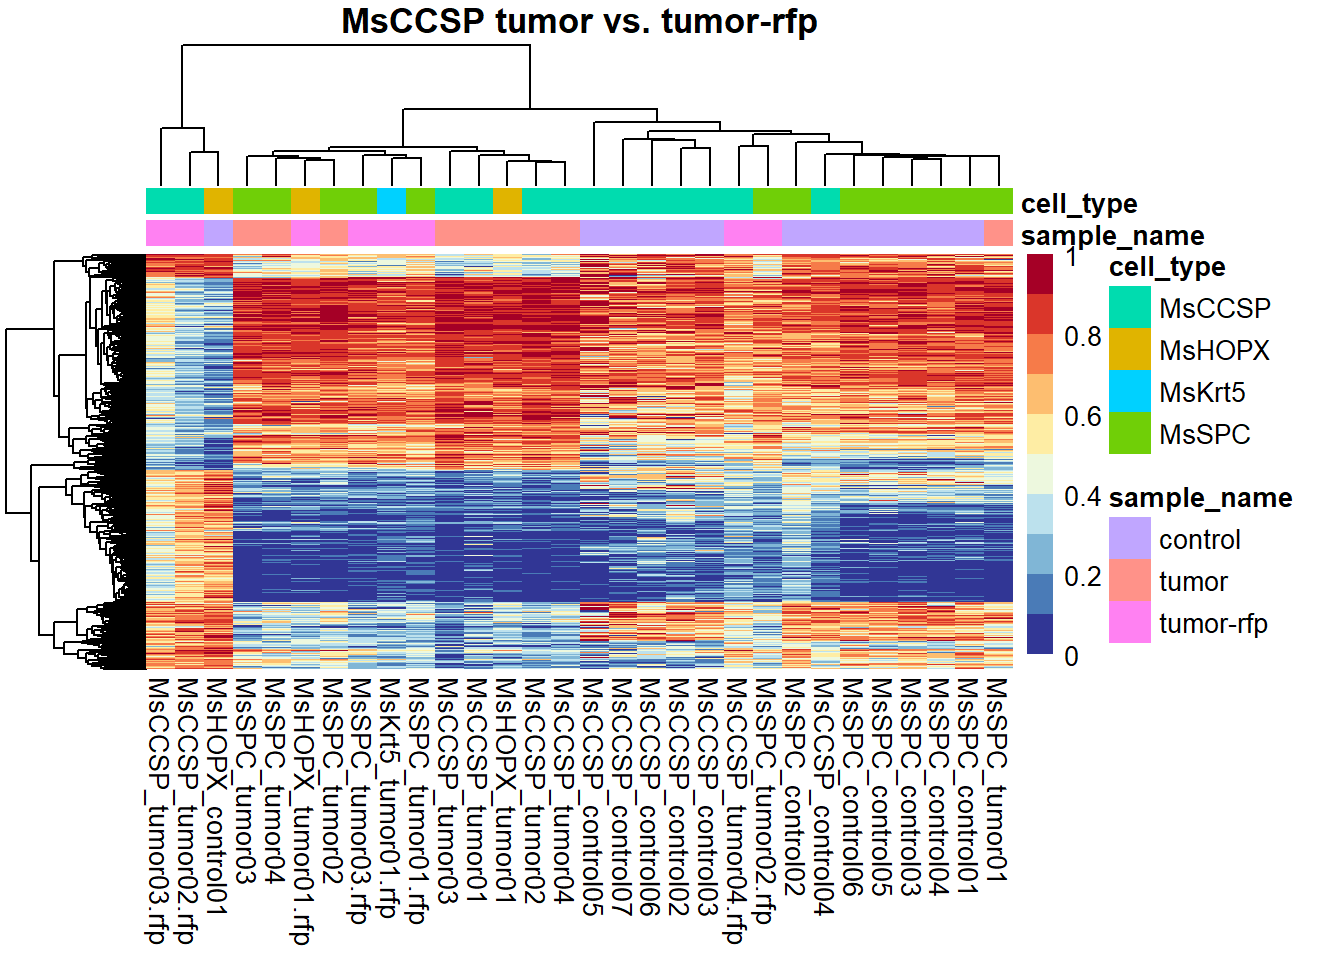 MsCCSP tumor vs. tumor-rfp
cell_type
sample_name
1
0.8
0.6
0.4
0.2
0
cell_type
MsCCSP
MsHOPX
MsKrt5
MsSPC
sample_name
control
tumor
tumor-rfp
MsCCSP_tumor03.rfp
MsCCSP_tumor02.rfp
MsHOPX_control01
MsSPC_tumor03
MsSPC_tumor04
MsHOPX_tumor01.rfp
MsSPC_tumor02
MsSPC_tumor03.rfp
MsKrt5_tumor01.rfp
MsSPC_tumor01.rfp
MsCCSP_tumor03
MsCCSP_tumor01
MsHOPX_tumor01
MsCCSP_tumor02
MsCCSP_tumor04
MsCCSP_control05
MsCCSP_control07
MsCCSP_control06
MsCCSP_control02
MsCCSP_control03
MsCCSP_tumor04.rfp
MsSPC_tumor02.rfp
MsSPC_control02
MsCCSP_control04
MsSPC_control06
MsSPC_control05
MsSPC_control03
MsSPC_control04
MsSPC_control01
MsSPC_tumor01